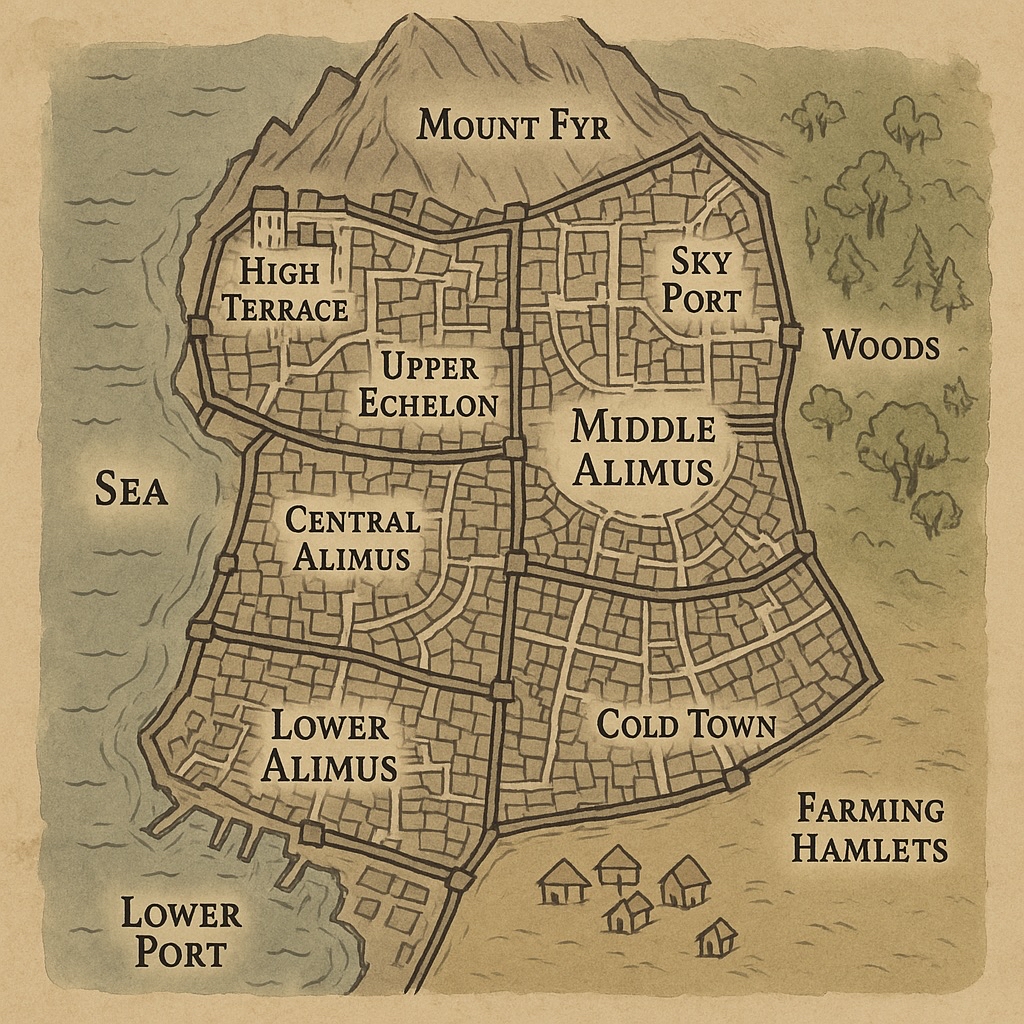 Mount Fyr
High
Terrace
Sky
Port
Woods
Upper
Echelon
Middle
Alimus
Sea
Central
Alimus
Lower
Alimus
Cold Town
Farming
Hamlets
Lower
Port